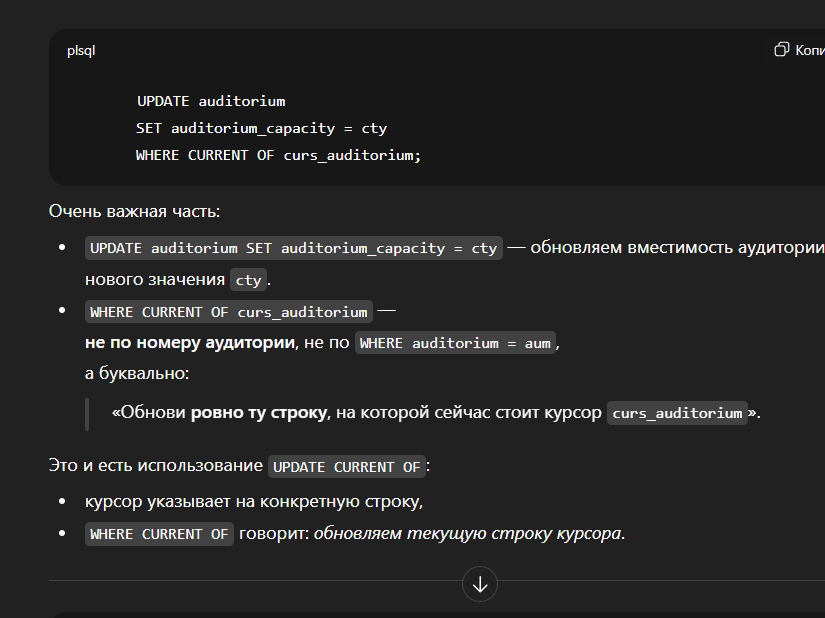 plsql
Копи
UPDATE auditorium
SET auditorium_capacity = cty
WHERE CURRENT OF curs_auditorium;
Очень важная часть:
• UPDATE auditorium SET auditorium_capacity = cty — обновляем вместимость аудитории
нового значения cty.
• WHERE CURRENT OF curs_auditorium —
не по номеру аудитории, не по WHERE auditorium = aum,
а буквально:
«Обнови ровно ту строку, на которой сейчас стоит курсор curs_auditorium».
Это и есть использование UPDATE CURRENT OF:
• курсор указывает на конкретную строку,
• WHERE CURRENT OF говорит: обновляем текущую строку курсора.